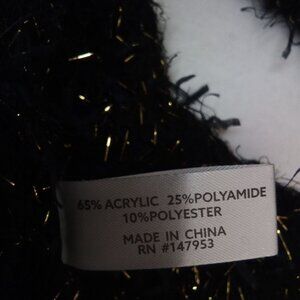 65% ACRYLIC 25%POLYAMIDE
10%POLYESTER
MADE IN CHINA
RN #147953